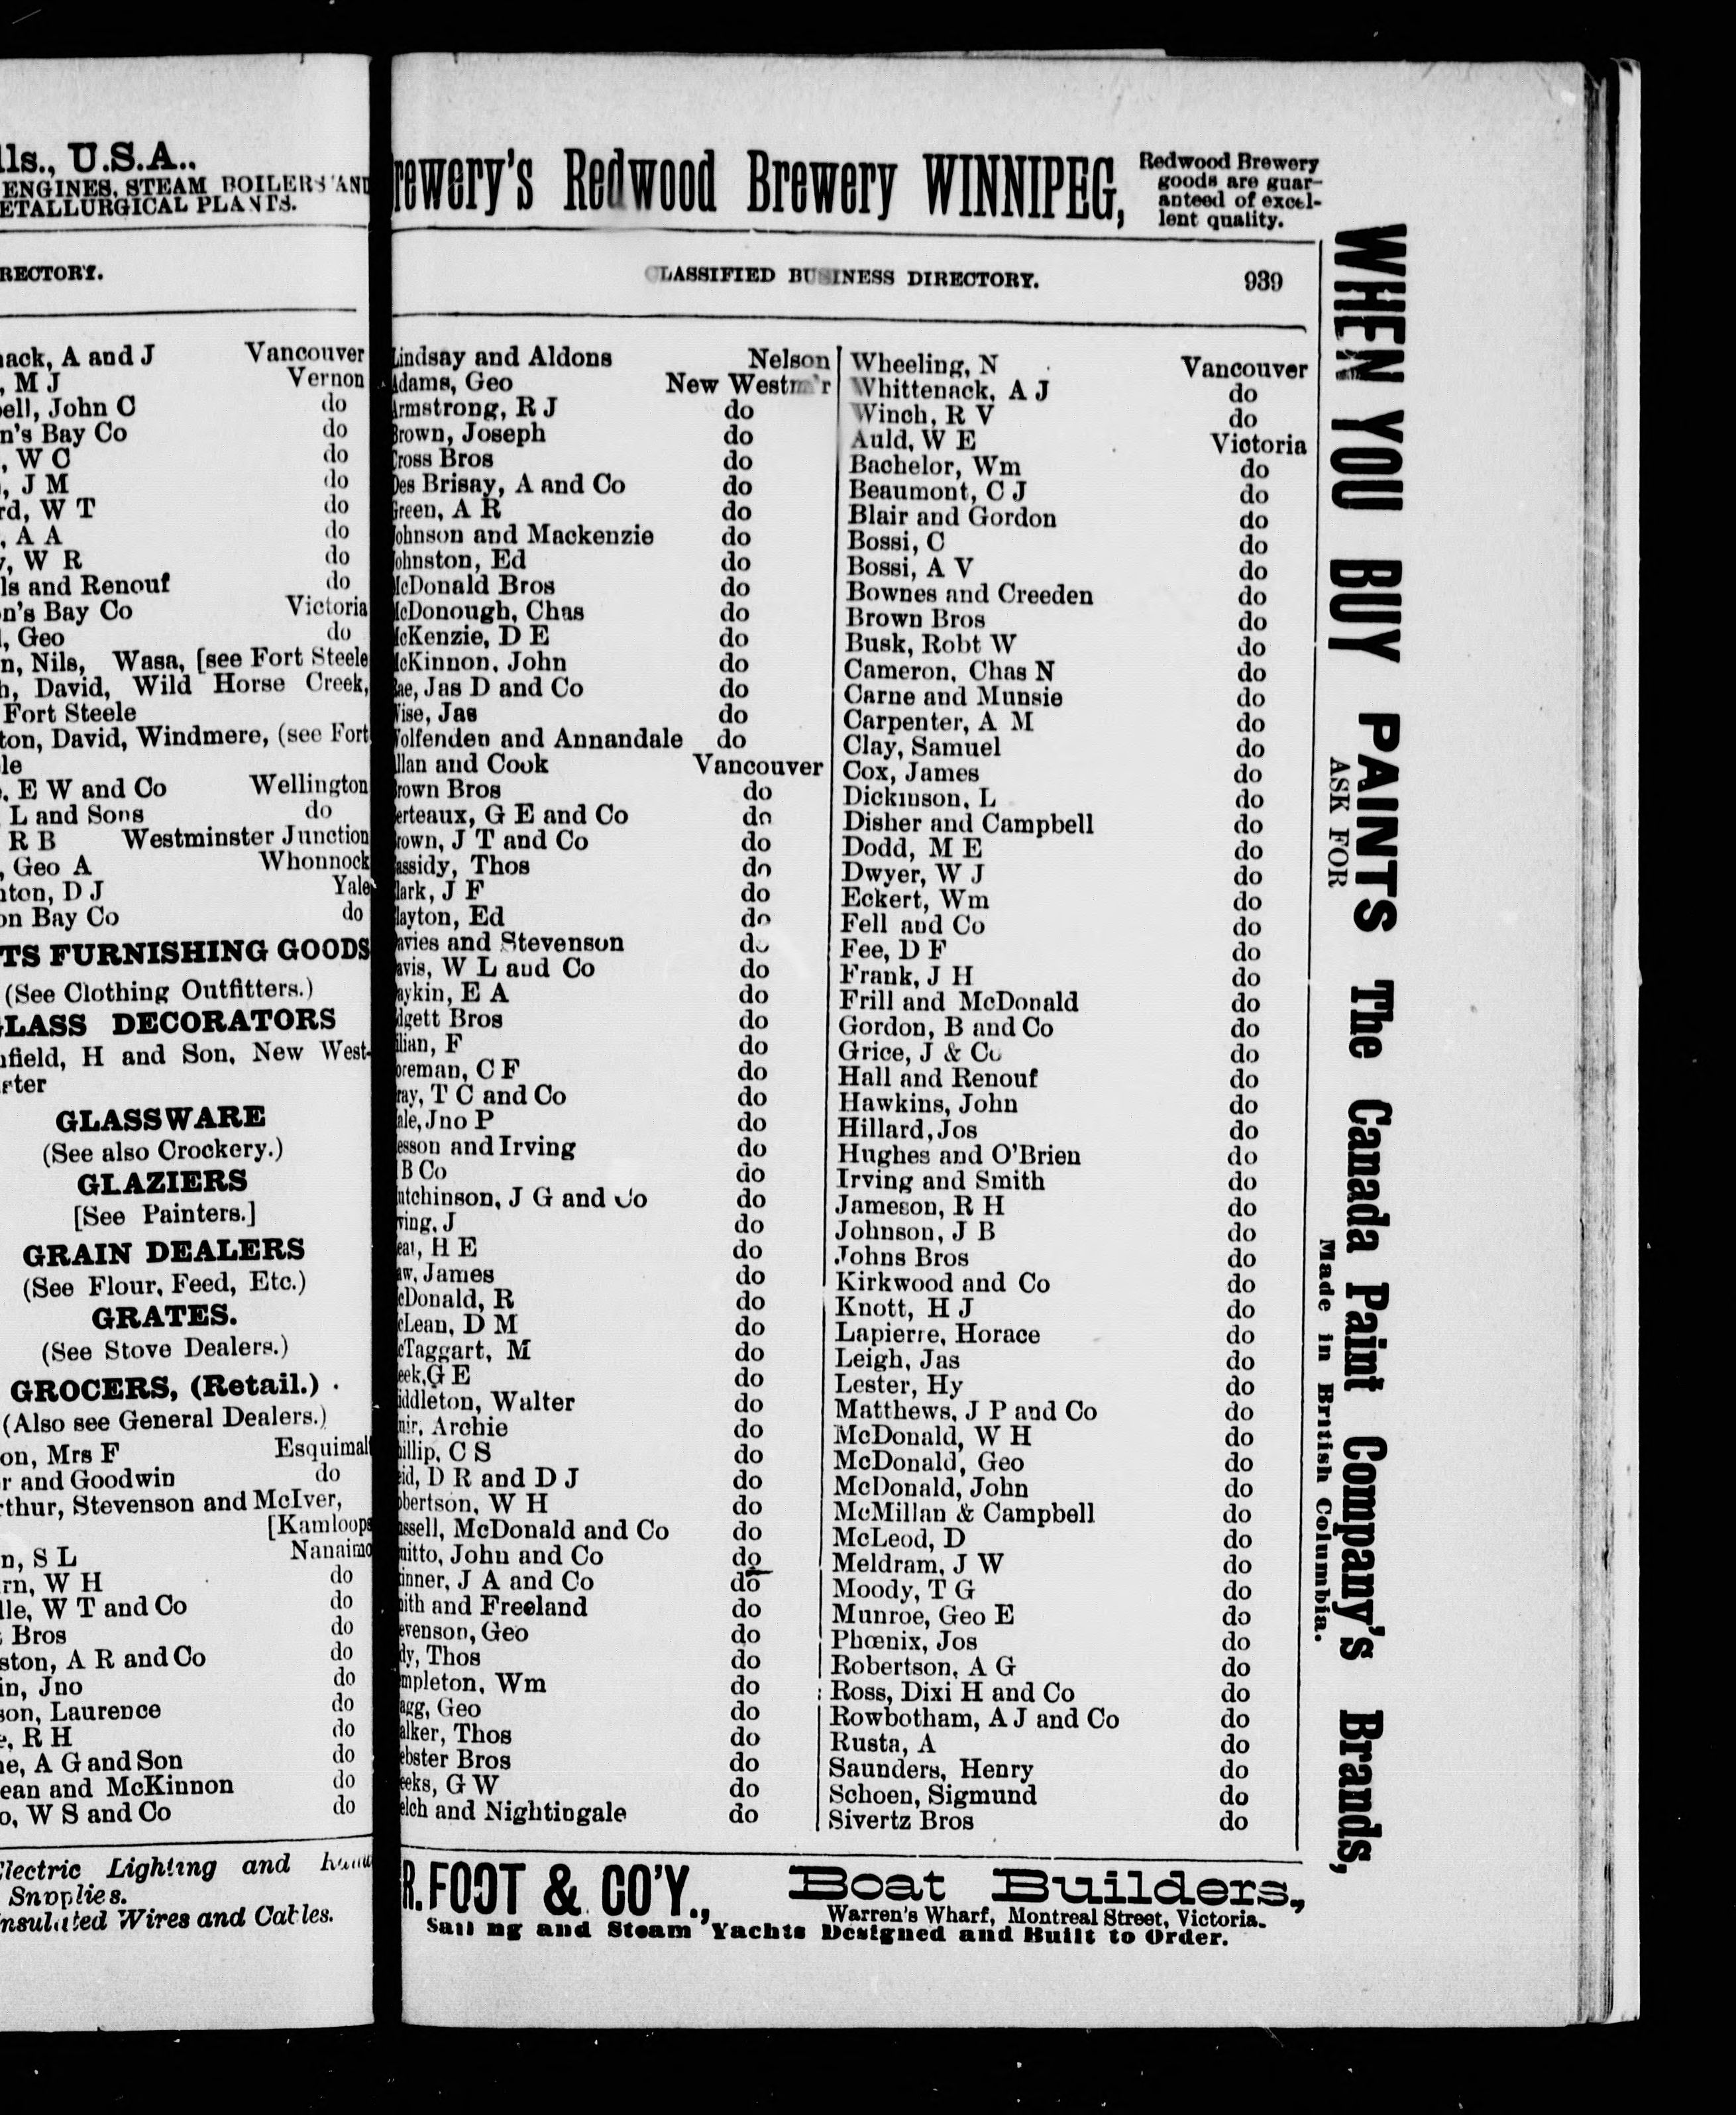 lls., U.S.A..
ENGINES, STEAM BOILERS AND
ETALLURGICAL PLANTS.
RECTORY.
ack, A and J Vancouver
, M J Vernon
ell, John C do
n's Bay Co do
, W C do
, J M do
rd, W T do
, A A do
, W R do
ls and Renouf do
n's Bay Co Victoria
, Geo do
n, Nils, Wasa, [see Fort Steele
h, David, Wild Horse Creek,
Fort Steele
ton, David, Windmere, (see Fort
le
, E W and Co Wellington
L and Sons do
R B Westminster Junction
, Geo A Whonnock
ton, D J Yale
on Bay Co do
TS FURNISHING GOODS
(See Clothing Outfitters.)
LASS DECORATORS
field, H and Son, New West-
ster
GLASSWARE
(See also Crockery.)
GLAZIERS
[See Painters.]
GRAIN DEALERS
(See Flour, Feed, Etc.)
GRATES.
(See Stove Dealers.)
GROCERS, (Retail.)
(Also see General Dealers.)
on, Mrs F Esquimalt
r and Goodwin do
rthur, Stevenson and McIver,
[Kamloops
n, S L Nanaimo
rn, W H do
lle, W T and Co do
Bros do
ston, A R and Co do
in, Jno do
son, Laurence do
, R H do
e, A G and Son do
ean and McKinnon do
o, W S and Co do
lectric Lighting and
Supplies.
nsulated Wires and Cables.
rewery's Redwood Brewery WINNIPEG,
Redwood Brewery
goods are guar-
anteed of excel-
lent quality.
CLASSIFIED BUSINESS DIRECTORY. 939
Lindsay and Aldons Nelson
Adams, Geo New Westm'r
Armstrong, R J do
Brown, Joseph do
Cross Bros do
Des Brisay, A and Co do
Green, A R do
Johnson and Mackenzie do
Johnston, Ed do
McDonald Bros do
McDonough, Chas do
McKenzie, D E do
McKinnon, John do
Rae, Jas D and Co do
Wise, Jas do
Wolfenden and Annandale do
llan and Cook Vancouver
rown Bros do
erteaux, G E and Co do
rown, J T and Co do
assidy, Thos do
lark, J F do
layton, Ed do
avies and Stevenson do
avis, W L and Co do
aykin, E A do
dgett Bros do
ilian, F do
oreman, C F do
ray, T C and Co do
ale, Jno P do
esson and Irving do
B Co do
utchinson, J G and Co do
ving, J do
eat, H E do
aw, James do
cDonald, R do
cLean, D M do
cTaggart, M do
eek, G E do
iddleton, Walter do
uir, Archie do
hillip, C S do
eid, D R and D J do
obertson, W H do
ussell, McDonald and Co do
mitto, John and Co do
kinner, J A and Co do
mith and Freeland do
evenson, Geo do
dy, Thos do
mpleton, Wm do
agg, Geo do
alker, Thos do
ebster Bros do
eeks, G W do
elch and Nightingale do
Wheeling, N Vancouver
Whittenack, A J do
Winch, R V do
Auld, W E Victoria
Bachelor, Wm do
Beaumont, C J do
Blair and Gordon do
Bossi, C do
Bossi, A V do
Bownes and Creeden do
Brown Bros do
Busk, Robt W do
Cameron, Chas N do
Carne and Munsie do
Carpenter, A M do
Clay, Samuel do
Cox, James do
Dickinson, L do
Disher and Campbell do
Dodd, M E do
Dwyer, W J do
Eckert, Wm do
Fell and Co do
Fee, D F do
Frank, J H do
Frill and McDonald do
Gordon, B and Co do
Grice, J & Co do
Hall and Renouf do
Hawkins, John do
Hillard, Jos do
Hughes and O'Brien do
Irving and Smith do
Jameson, R H do
Johnson, J B do
Johns Bros do
Kirkwood and Co do
Knott, H J do
Lapierre, Horace do
Leigh, Jas do
Lester, Hy do
Matthews, J P and Co do
McDonald, W H do
McDonald, Geo do
McDonald, John do
McMillan & Campbell do
McLeod, D do
Meldram, J W do
Moody, T G do
Munroe, Geo E do
Phœnix, Jos do
Robertson, A G do
Ross, Dixi H and Co do
Rowbotham, A J and Co do
Rusta, A do
Saunders, Henry do
Schoen, Sigmund do
Sivertz Bros do
R. FOOT & CO'Y., Boat Builders,
Warren's Wharf, Montreal Street, Victoria.
Sailing and Steam Yachts Designed and Built to Order.
WHEN YOU BUY PAINTS The Canada Paint Company's Brands,
ASK FOR
Made in British Columbia.